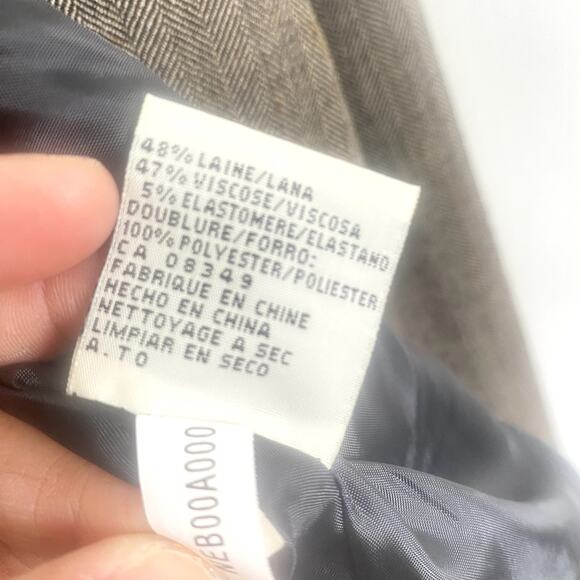 48% LAINE/LANA
47% VISCOSE/VISCOSA
5% ELASTOMERE/ELASTANO
DOUBLURE/FORRO:
100% POLYESTER/POLIESTER
CA 08349
FABRIQUE EN CHINE
HECHO EN CHINA
NETTOYAGE A SEC
LIMPIAR EN SECO
A.TO
WEB00A000